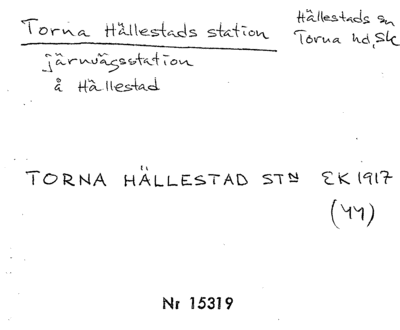 Torna Hällestads station
Hällestads sn
Torna hd, Sk
järnvägsstation
å Hällestad
TORNA HÄLLESTAD STN EK 1917
(44)
Nr 15319